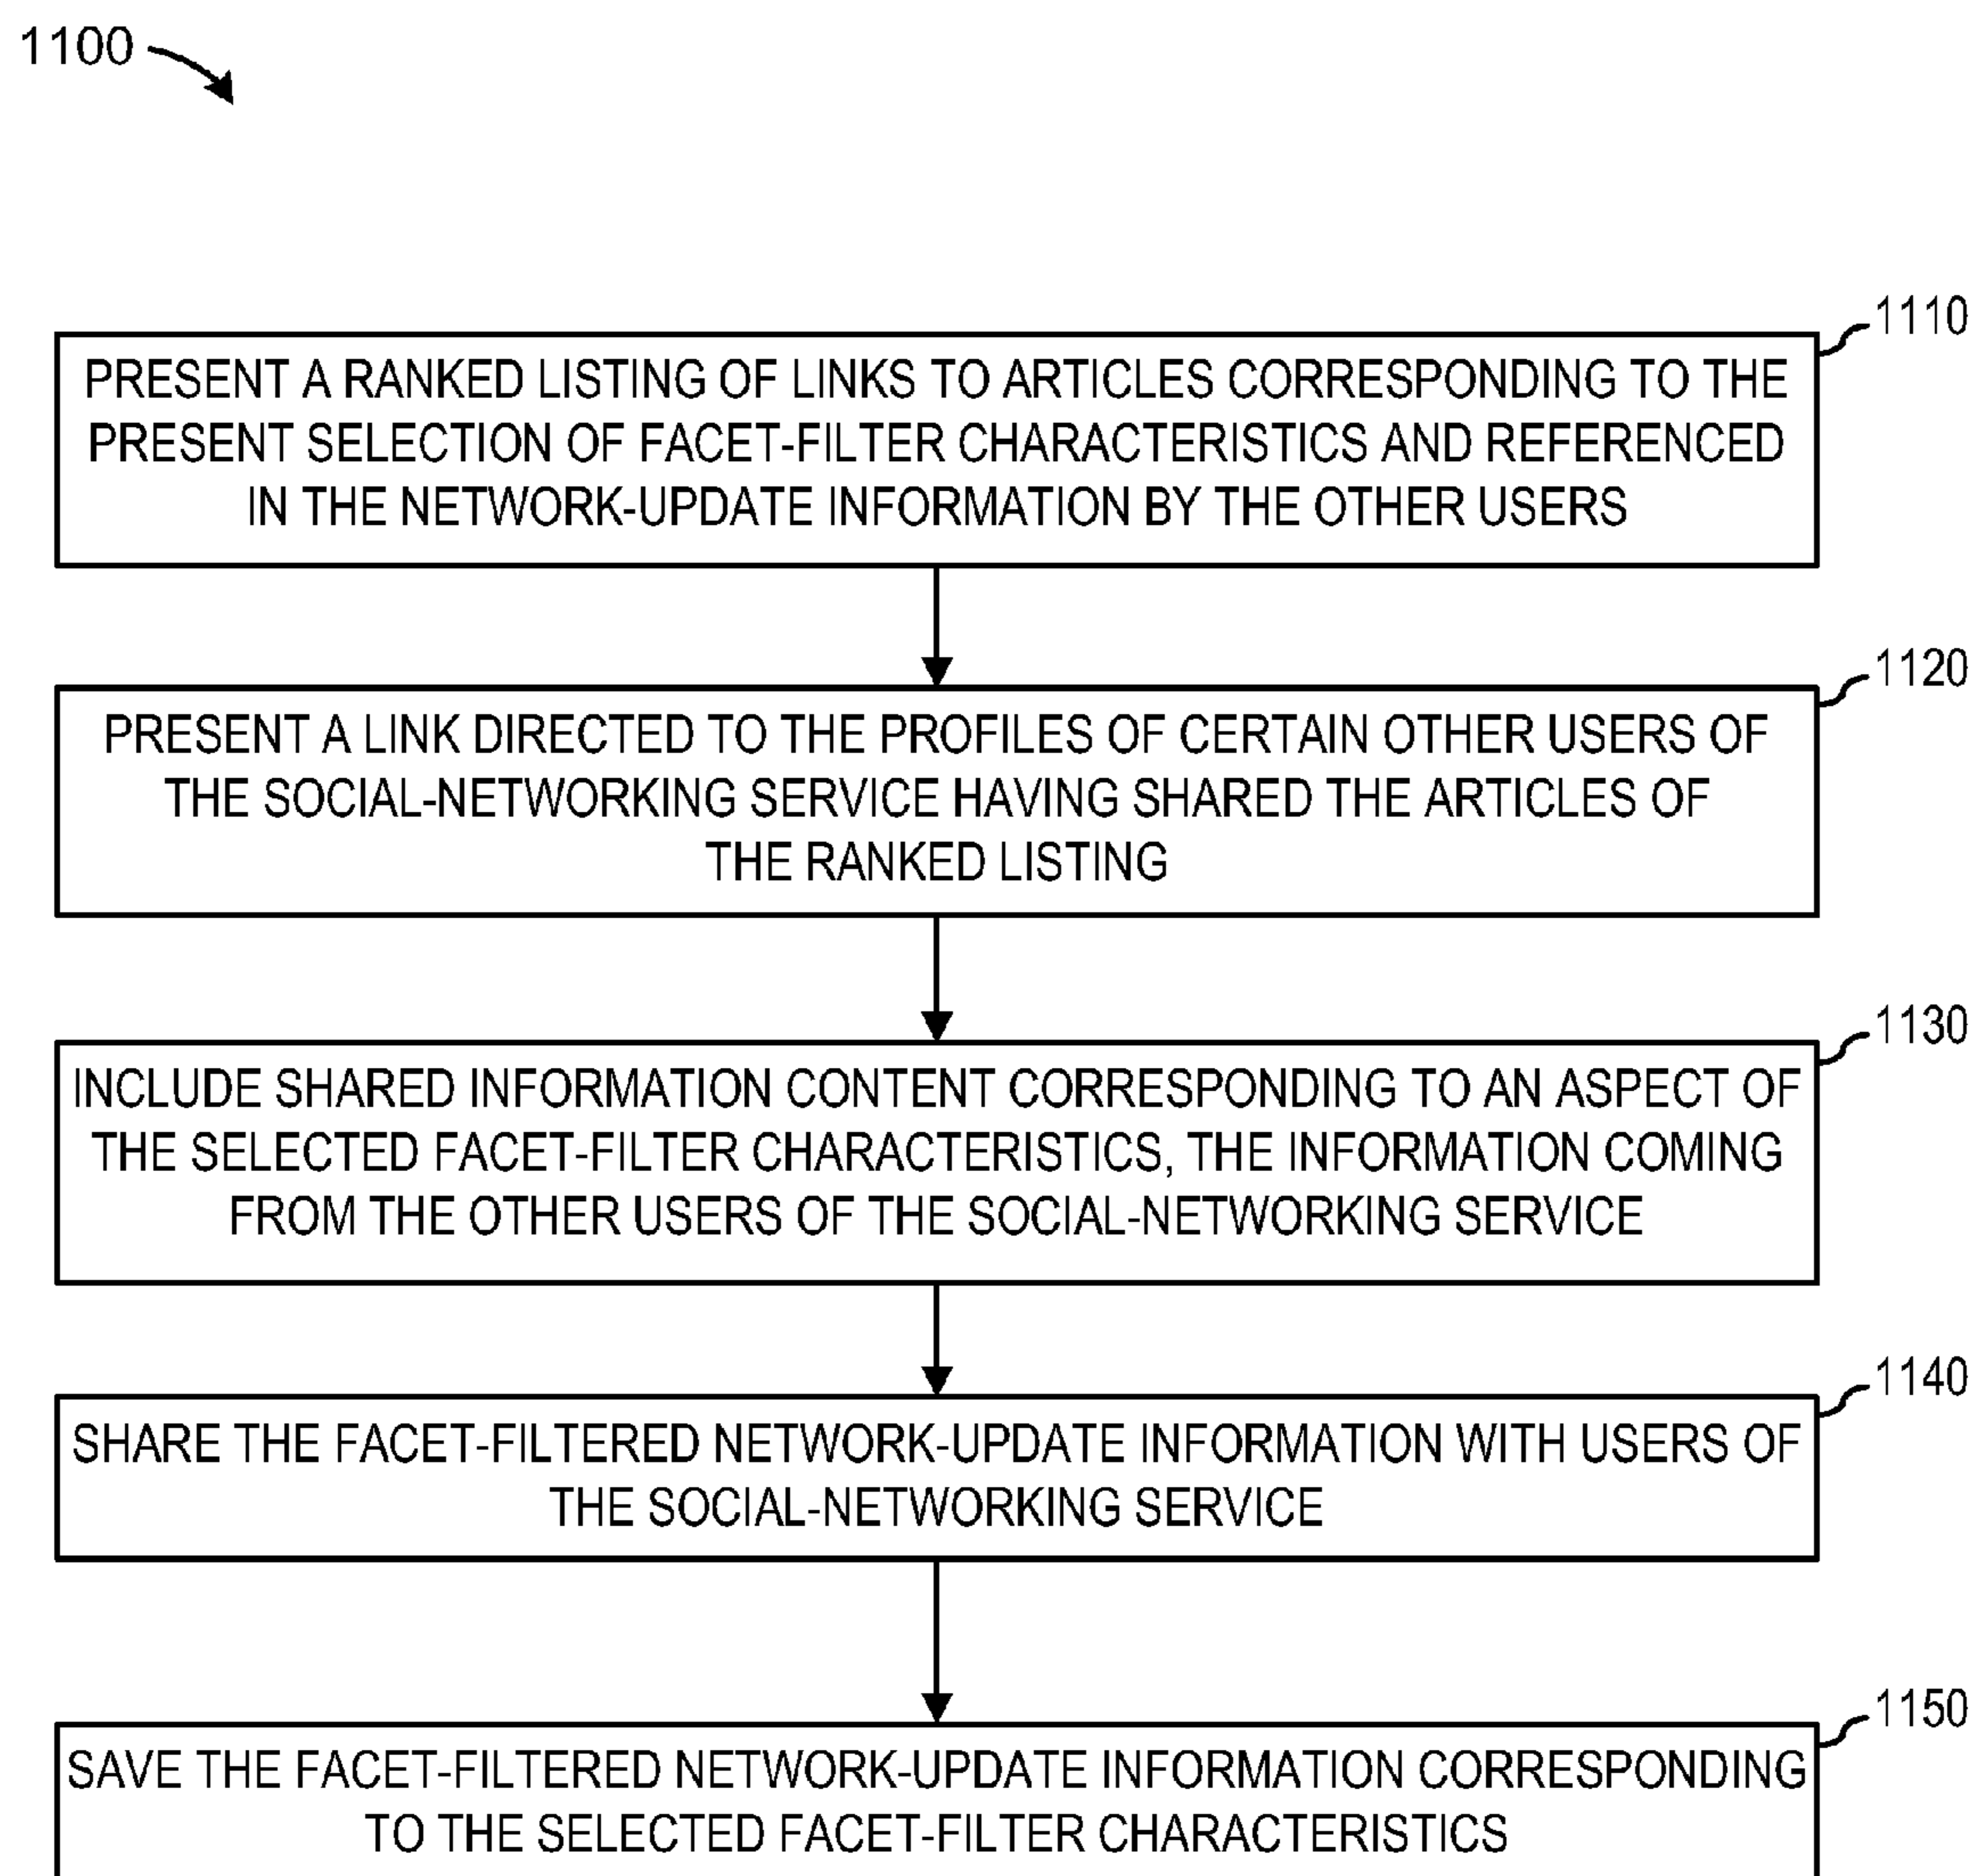 1100
1110
PRESENT A RANKED LISTING OF LINKS TO ARTICLES CORRESPONDING TO THE
PRESENT SELECTION OF FACET-FILTER CHARACTERISTICS AND REFERENCED
IN THE NETWORK-UPDATE INFORMATION BY THE OTHER USERS
1120
PRESENT A LINK DIRECTED TO THE PROFILES OF CERTAIN OTHER USERS OF
THE SOCIAL-NETWORKING SERVICE HAVING SHARED THE ARTICLES OF
THE RANKED LISTING
1130
INCLUDE SHARED INFORMATION CONTENT CORRESPONDING TO AN ASPECT OF
THE SELECTED FACET-FILTER CHARACTERISTICS, THE INFORMATION COMING
FROM THE OTHER USERS OF THE SOCIAL-NETWORKING SERVICE
1140
SHARE THE FACET-FILTERED NETWORK-UPDATE INFORMATION WITH USERS OF
THE SOCIAL-NETWORKING SERVICE
1150
SAVE THE FACET-FILTERED NETWORK-UPDATE INFORMATION CORRESPONDING
TO THE SELECTED FACET-FILTER CHARACTERISTICS